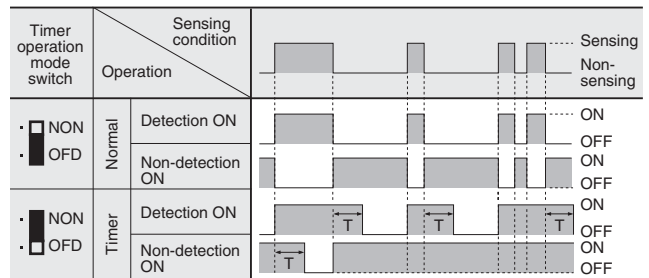 Timer
operation
mode
switch
Sensing
condition
Operation
Sensing
Non-
sensing
· NON
· OFD
Normal
Detection ON
ON
OFF
Non-detection
ON
ON
OFF
· NON
· OFD
Timer
Detection ON
T
T
T
ON
OFF
Non-detection
ON
T
ON
OFF